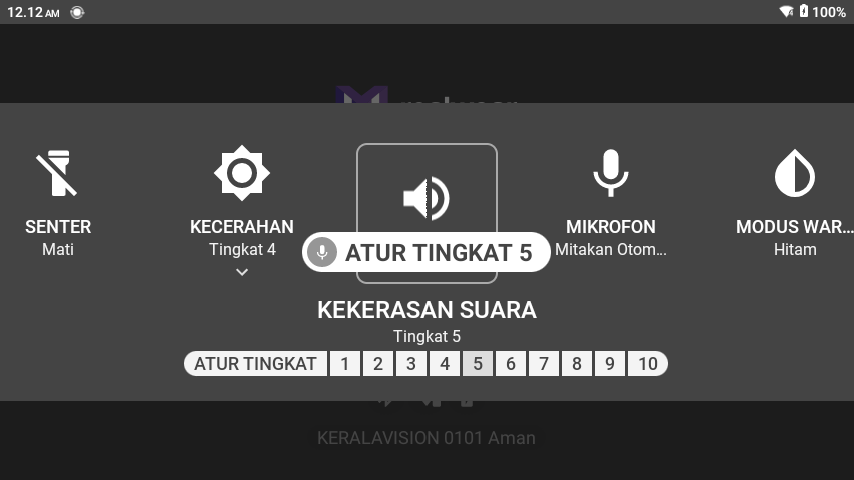 12.12 AM
100%
SENTER
Mati
KECERAHAN
Tingkat 4
ATUR TINGKAT 5
MIKROFON
Mitakan Otom...
MODUS WAR...
Hitam
KEKERASAN SUARA
Tingkat 5
ATUR TINGKAT 1 2 3 4 5 6 7 8 9 10
KERALAVISION 0101 Aman